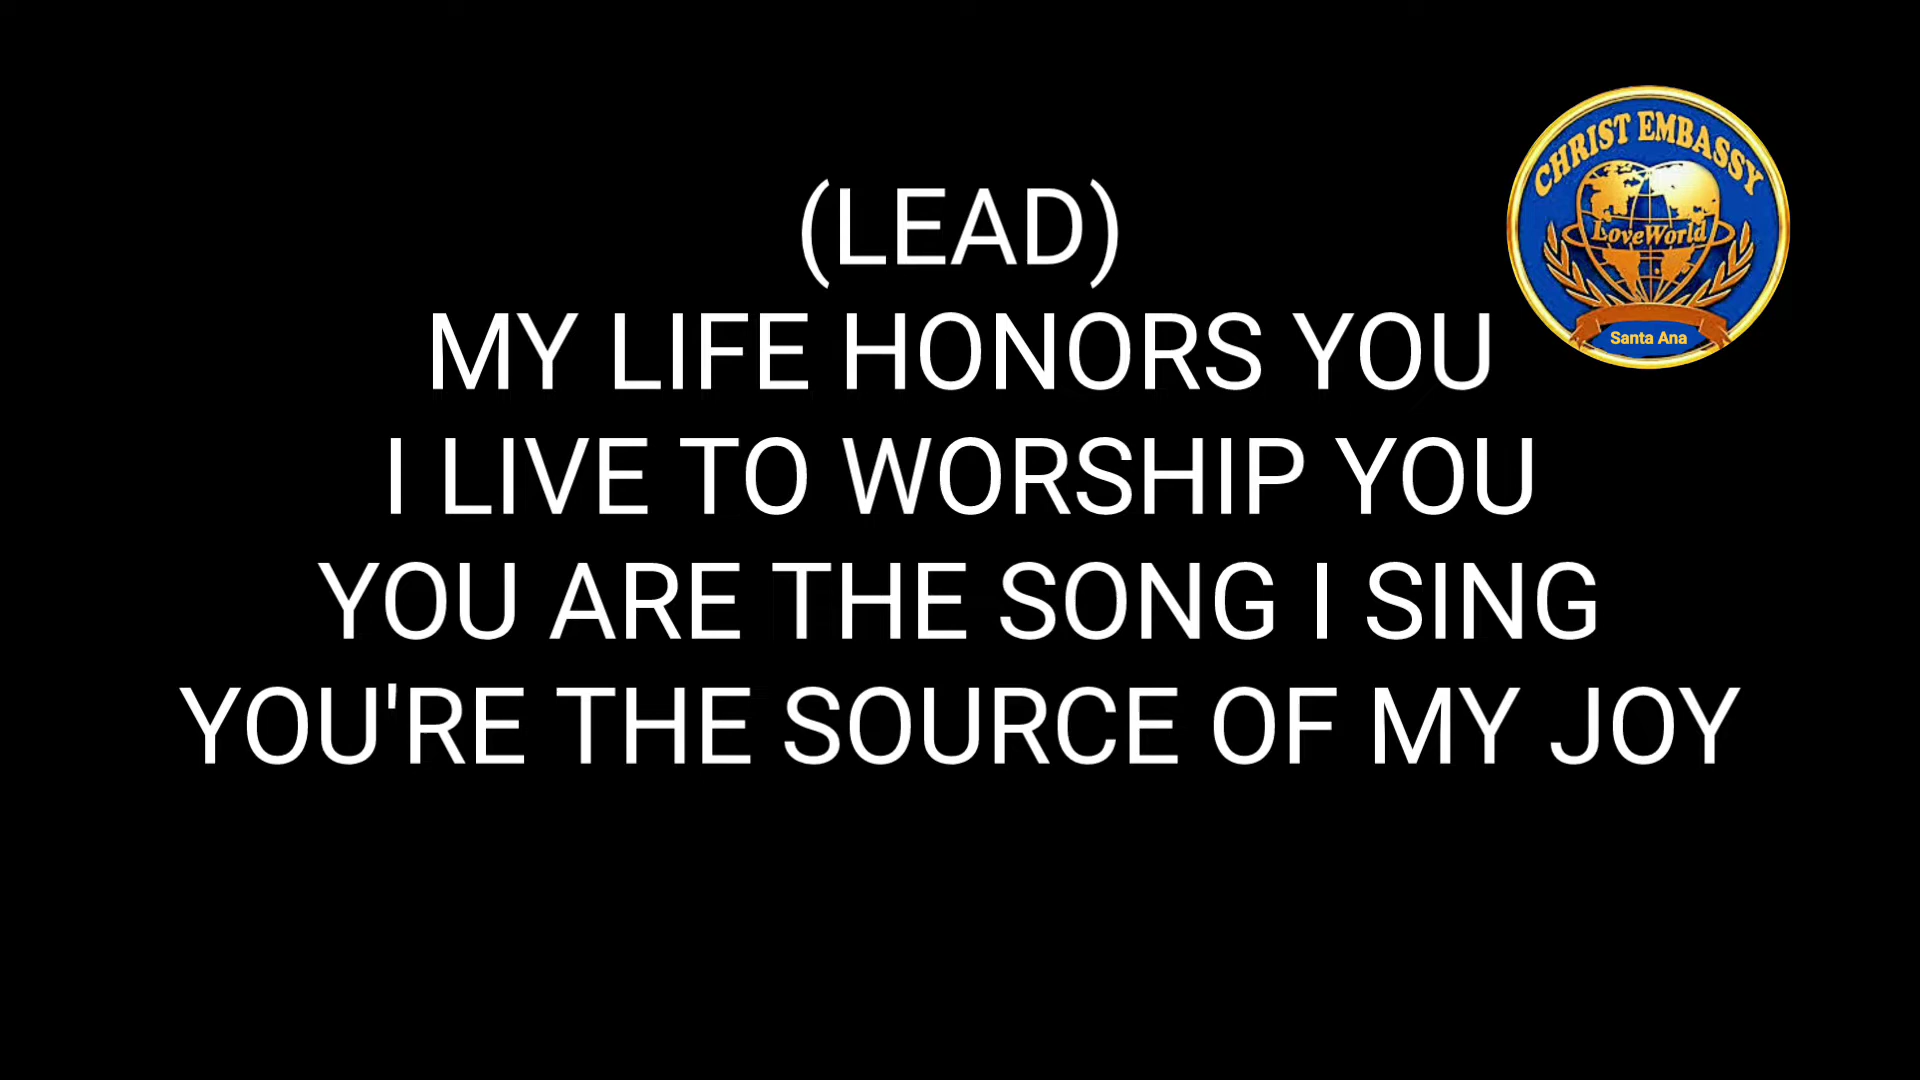 (LEAD)
MY LIFE HONORS YOU
I LIVE TO WORSHIP YOU
YOU ARE THE SONG I SING
YOU'RE THE SOURCE OF MY JOY
CHRIST EMBASSY
LoveWorld
Santa Ana